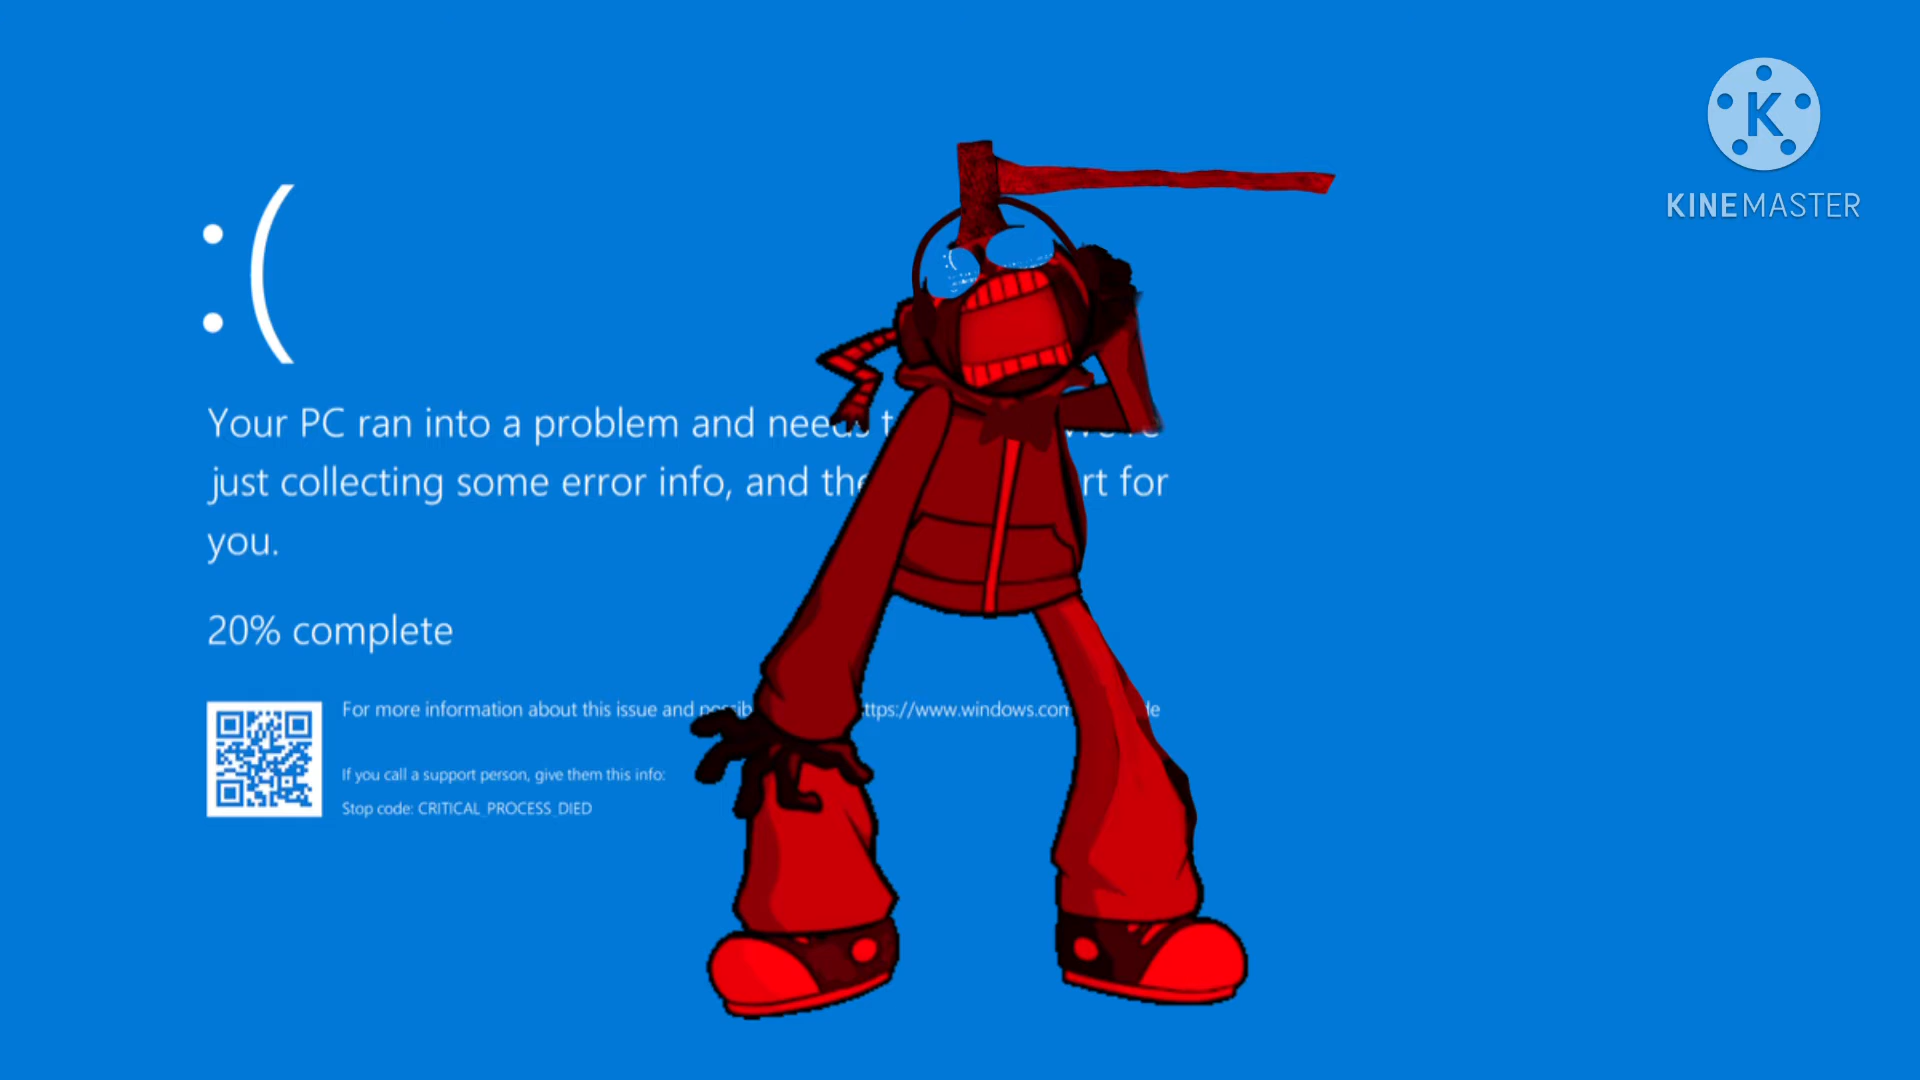 :(
K
KINEMASTER
Your PC ran into a problem and needs
just collecting some error info, and rt for
you.
20% complete
For more information about this issue and ttps://www.windows.com
If you call a support person, give them this info:
Stop code: CRITICAL_PROCESS_DIED